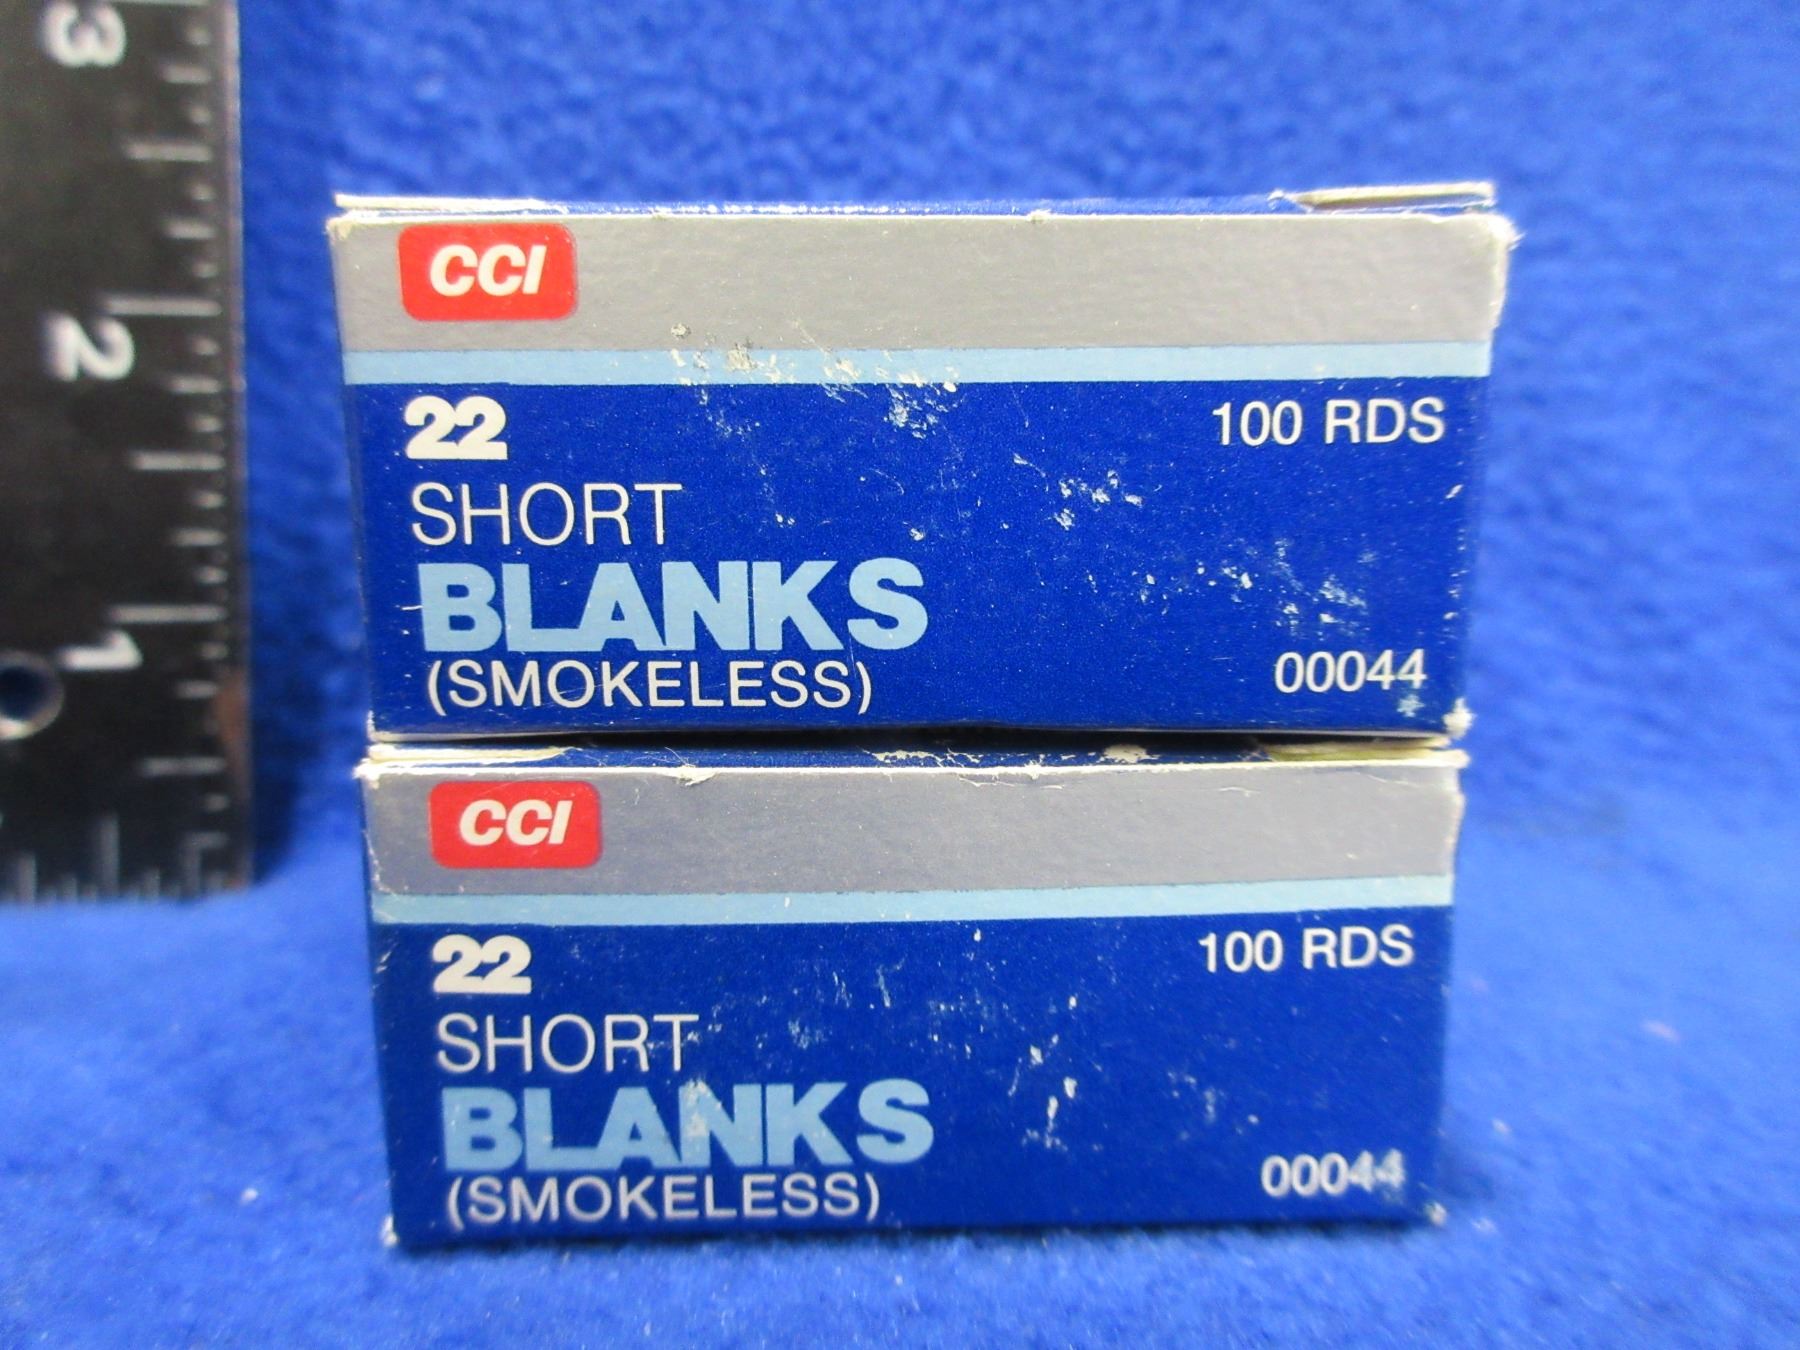 3
2
1
CCI
22
100 RDS
SHORT
BLANKS
(SMOKELESS)
00044
CCI
22
100 RDS
SHORT
BLANKS
(SMOKELESS)
00044